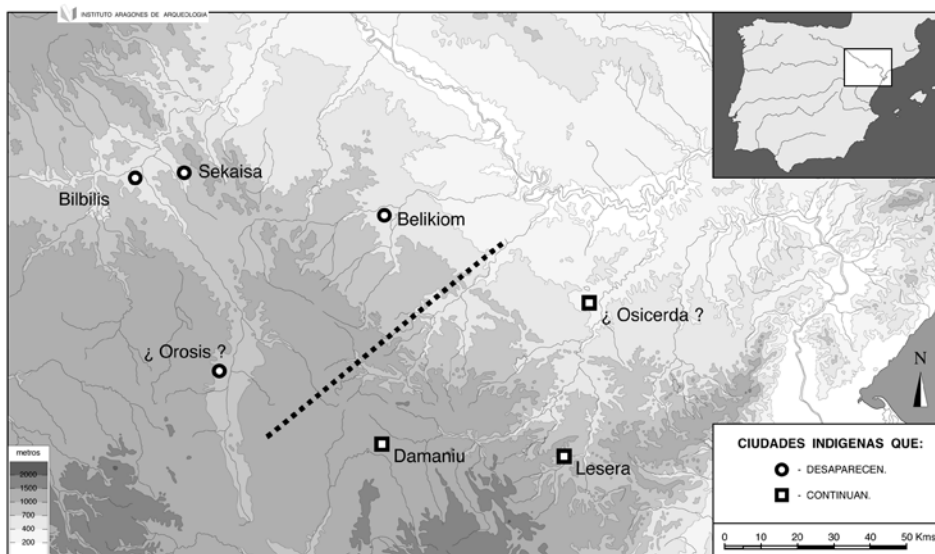 INSTITUTO ARAGONES DE ARQUEOLOGIA
Sekaisa
Bilbilis
Belikiom
¿ Osicerda ?
¿ Orosis ?
Damaniu
Lesera
N
metros
2000
1500
1000
700
400
200
CIUDADES INDIGENAS QUE:
- DESAPARECEN.
- CONTINUAN.
0 10 20 30 40 50 Kms